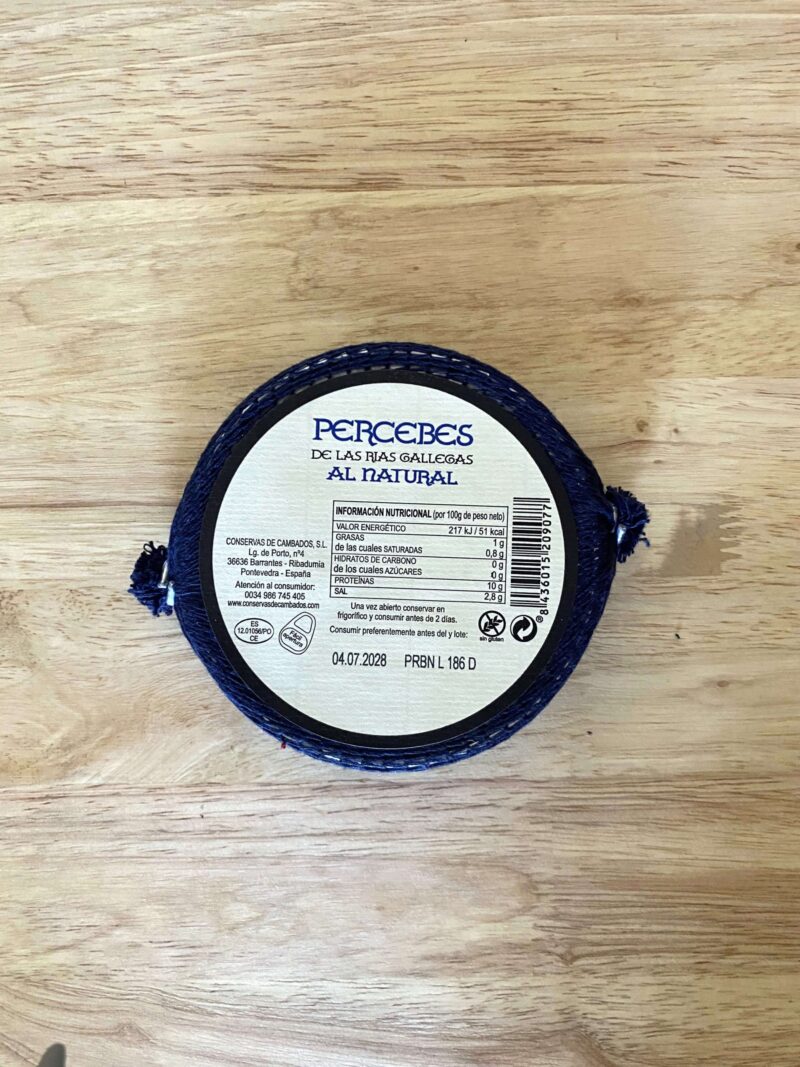 PERCEBES
DE LAS RIAS GALLEGAS
AL NATURAL
INFORMACIÓN NUTRICIONAL (por 100g de peso neto)
VALOR ENERGÉTICO 217 kJ / 51 kcal
GRASAS 1 g
de las cuales SATURADAS 0,8 g
HIDRATOS DE CARBONO 0 g
de los cuales AZÚCARES 0 g
PROTEÍNAS 10 g
SAL 2,8 g
CONSERVAS DE CAMBADOS, S.L.
Lg. de Porto, nº4
36636 Barrantes - Ribadumia
Pontevedra - España
Atención al consumidor:
0034 986 745 405
www.conservasdecambados.com
ES
12.01056/PO
CE
Fácil
apertura
Una vez abierto conservar en
frigorífico y consumir antes de 2 días.
Consumir preferentemente antes del y lote:
04.07.2028 PRBN L 186 D
sin gluten
8 436015 209077